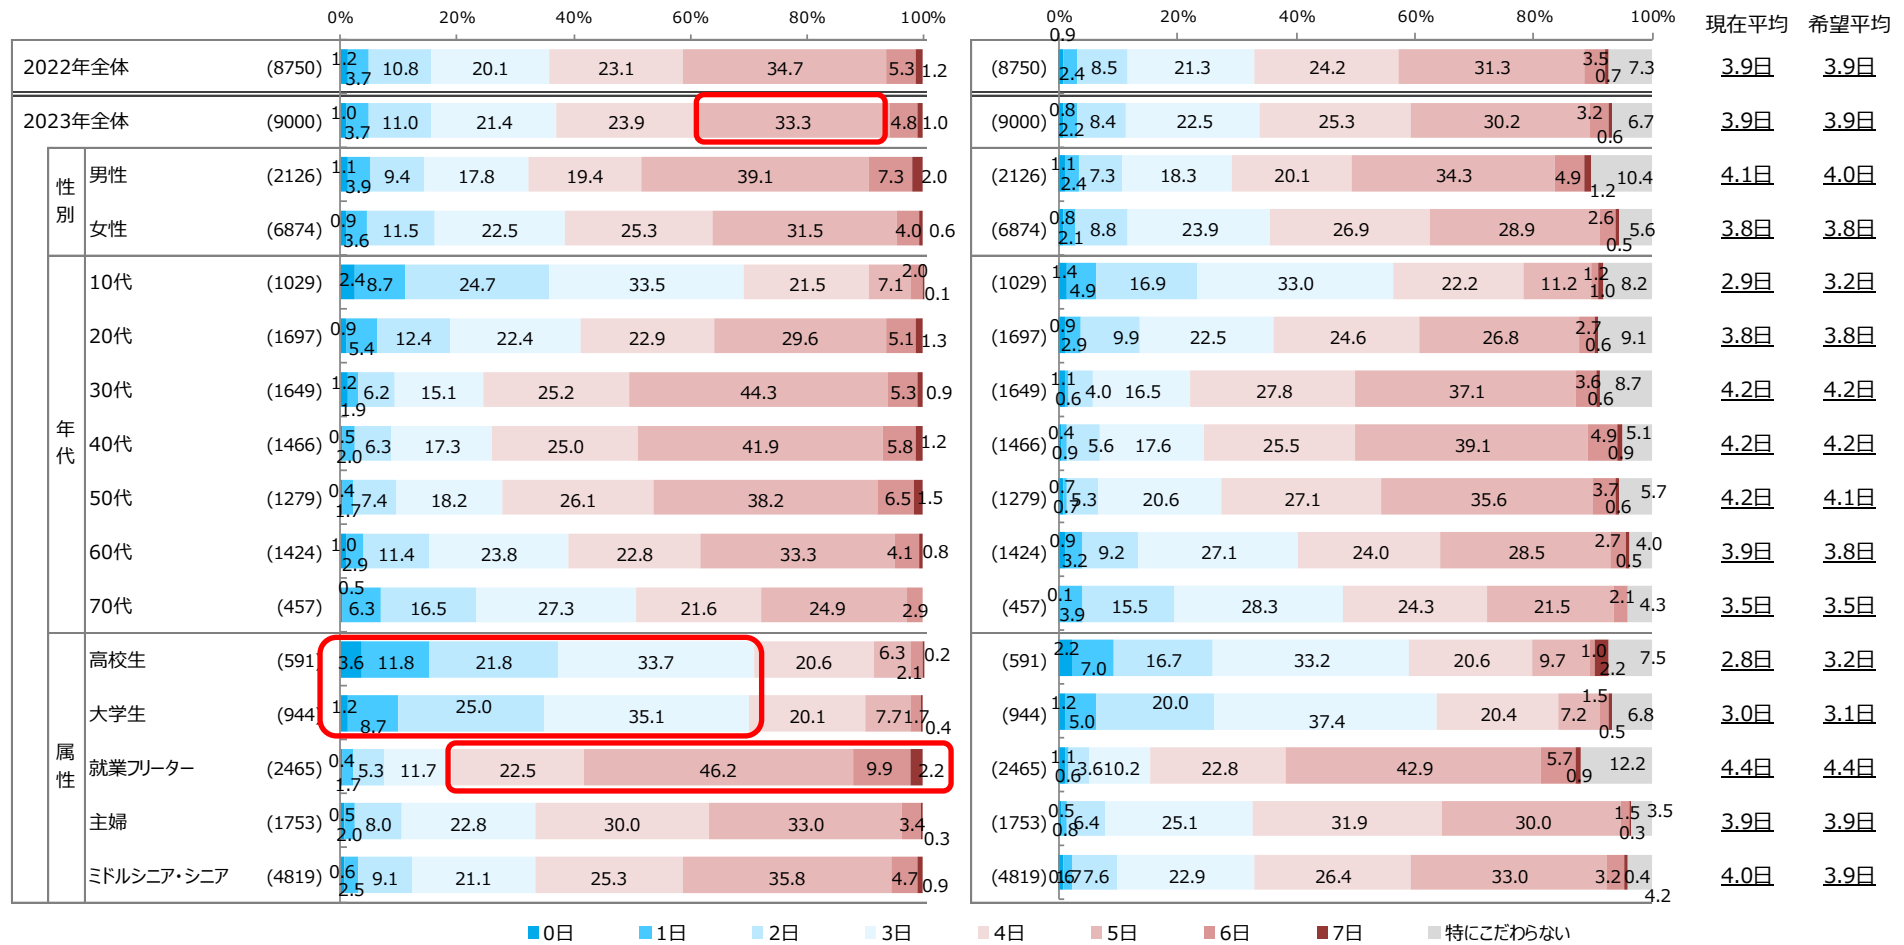 0% 20% 40% 60% 80% 100% 0% 20% 40% 60% 80% 100% 現在平均 希望平均
2022年全体 (8750) 1.2 3.7 10.8 20.1 23.1 34.7 5.3 1.2 (8750) 0.9 2.4 8.5 21.3 24.2 31.3 3.5 0.7 7.3 3.9日 3.9日
2023年全体 (9000) 1.0 3.7 11.0 21.4 23.9 33.3 4.8 1.0 (9000) 0.8 2.2 8.4 22.5 25.3 30.2 3.2 0.6 6.7 3.9日 3.9日
性別
男性 (2126) 1.1 3.9 9.4 17.8 19.4 39.1 7.3 2.0 (2126) 1.1 2.4 7.3 18.3 20.1 34.3 4.9 1.2 10.4 4.1日 4.0日
女性 (6874) 0.9 3.6 11.5 22.5 25.3 31.5 4.0 0.6 (6874) 0.8 2.1 8.8 23.9 26.9 28.9 2.6 0.5 5.6 3.8日 3.8日
年代
10代 (1029) 2.4 8.7 24.7 33.5 21.5 7.1 2.0 0.1 (1029) 1.4 4.9 16.9 33.0 22.2 11.2 1.2 1.0 8.2 2.9日 3.2日
20代 (1697) 0.9 5.4 12.4 22.4 22.9 29.6 5.1 1.3 (1697) 0.9 2.9 9.9 22.5 24.6 26.8 2.7 0.6 9.1 3.8日 3.8日
30代 (1649) 1.2 1.9 6.2 15.1 25.2 44.3 5.3 0.9 (1649) 1.1 0.6 4.0 16.5 27.8 37.1 3.6 0.6 8.7 4.2日 4.2日
40代 (1466) 0.5 2.0 6.3 17.3 25.0 41.9 5.8 1.2 (1466) 0.4 0.9 5.6 17.6 25.5 39.1 4.9 0.9 5.1 4.2日 4.2日
50代 (1279) 0.4 1.7 7.4 18.2 26.1 38.2 6.5 1.5 (1279) 0.7 0.7 5.3 20.6 27.1 35.6 3.7 0.6 5.7 4.2日 4.1日
60代 (1424) 1.0 2.9 11.4 23.8 22.8 33.3 4.1 0.8 (1424) 0.9 3.2 9.2 27.1 24.0 28.5 2.7 0.5 4.0 3.9日 3.8日
70代 (457) 0.5 6.3 16.5 27.3 21.6 24.9 2.9 (457) 0.1 3.9 15.5 28.3 24.3 21.5 2.1 4.3 3.5日 3.5日
属性
高校生 (591) 3.6 11.8 21.8 33.7 20.6 6.3 2.1 0.2 (591) 2.2 7.0 16.7 33.2 20.6 9.7 1.0 2.2 7.5 2.8日 3.2日
大学生 (944) 1.2 8.7 25.0 35.1 20.1 7.7 1.7 0.4 (944) 1.2 5.0 20.0 37.4 20.4 7.2 1.5 0.5 6.8 3.0日 3.1日
就業フリーター (2465) 0.4 1.7 5.3 11.7 22.5 46.2 9.9 2.2 (2465) 1.1 0.6 3.6 10.2 22.8 42.9 5.7 0.9 12.2 4.4日 4.4日
主婦 (1753) 0.5 2.0 8.0 22.8 30.0 33.0 3.4 0.3 (1753) 0.5 0.8 6.4 25.1 31.9 30.0 1.5 0.3 3.5 3.9日 3.9日
ミドルシニア・シニア (4819) 0.6 2.5 9.1 21.1 25.3 35.8 4.7 0.9 (4819) 7.6 22.9 26.4 33.0 3.2 0.4 4.2 4.0日 3.9日
0日 1日 2日 3日 4日 5日 6日 7日 特にこだわらない